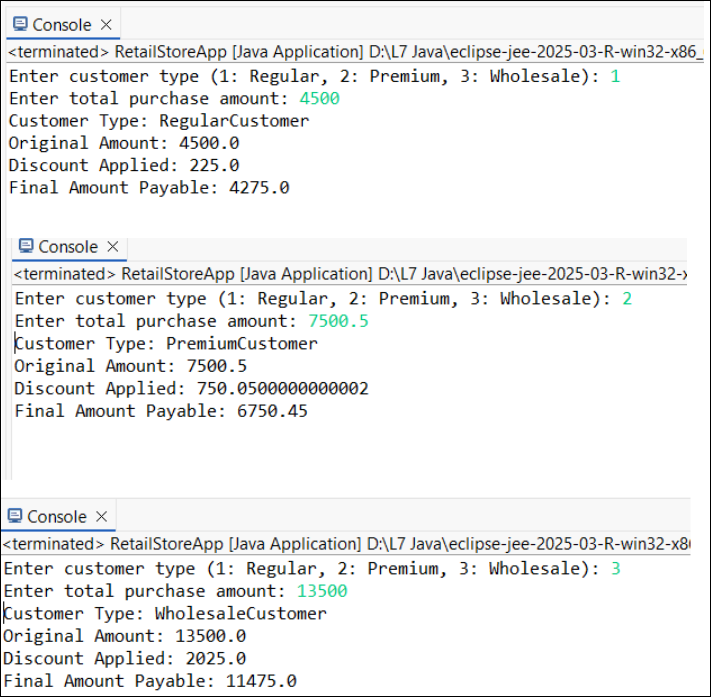 Console
<terminated> RetailStoreApp [Java Application] D:\L7 Java\eclipse-jee-2025-03-R-win32-x86_
Enter customer type (1: Regular, 2: Premium, 3: Wholesale): 1
Enter total purchase amount: 4500
Customer Type: RegularCustomer
Original Amount: 4500.0
Discount Applied: 225.0
Final Amount Payable: 4275.0
Console
<terminated> RetailStoreApp [Java Application] D:\L7 Java\eclipse-jee-2025-03-R-win32-x
Enter customer type (1: Regular, 2: Premium, 3: Wholesale): 2
Enter total purchase amount: 7500.5
Customer Type: PremiumCustomer
Original Amount: 7500.5
Discount Applied: 750.0500000000002
Final Amount Payable: 6750.45
Console
<terminated> RetailStoreApp [Java Application] D:\L7 Java\eclipse-jee-2025-03-R-win32-x86
Enter customer type (1: Regular, 2: Premium, 3: Wholesale): 3
Enter total purchase amount: 13500
Customer Type: WholesaleCustomer
Original Amount: 13500.0
Discount Applied: 2025.0
Final Amount Payable: 11475.0